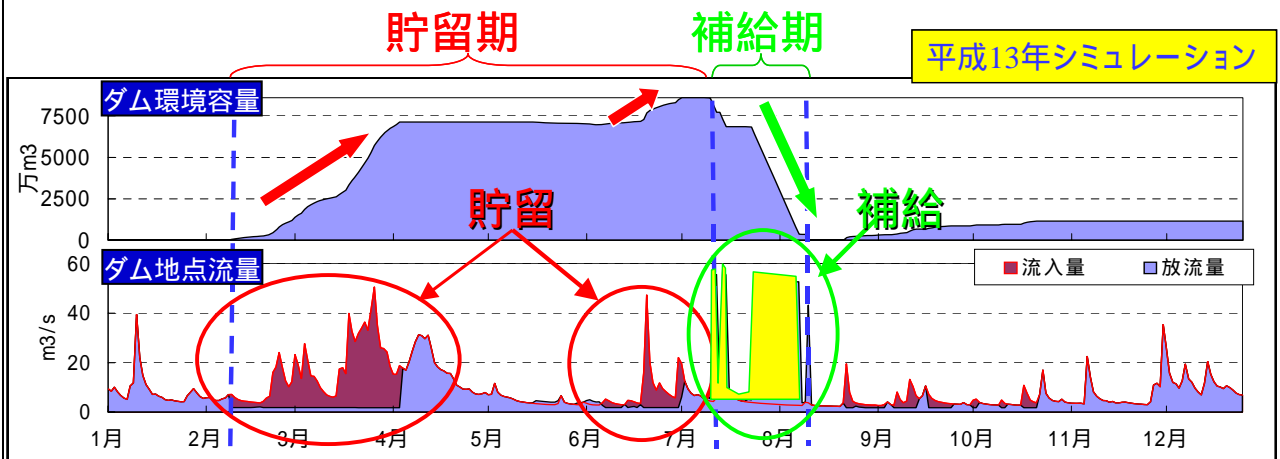 貯留期
補給期
平成13年シミュレーション
ダム環境容量
万m3
7500
5000
2500
0
貯留
補給
ダム地点流量
流入量
放流量
m3/s
60
40
20
0
1月 2月 3月 4月 5月 6月 7月 8月 9月 10月 11月 12月